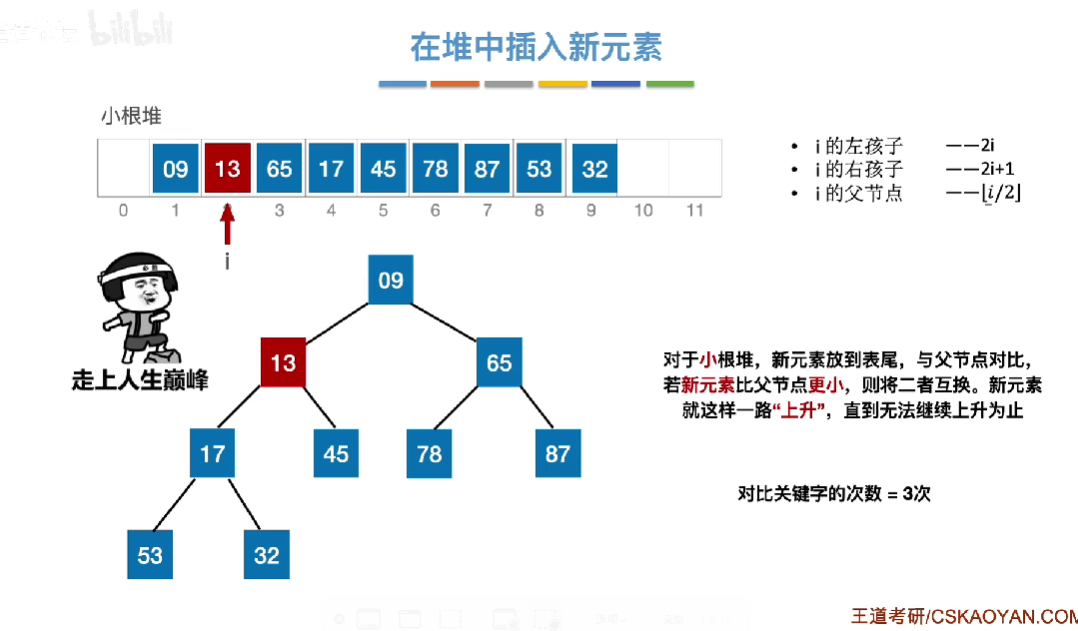 bilibili
在堆中插入新元素
小根堆
09 13 65 17 45 78 87 53 32
0 1 3 4 5 6 7 8 9 10 11
i
• i 的左孩子 ——2i
• i 的右孩子 ——2i+1
• i 的父节点 ——⌊i/2⌋
09
13 65
17 45 78 87
53 32
走上人生巅峰
对于小根堆，新元素放到表尾，与父节点对比，
若新元素比父节点更小，则将二者互换。新元素
就这样一路“上升”，直到无法继续上升为止
对比关键字的次数 = 3次
王道考研/CSKAOYAN.COM